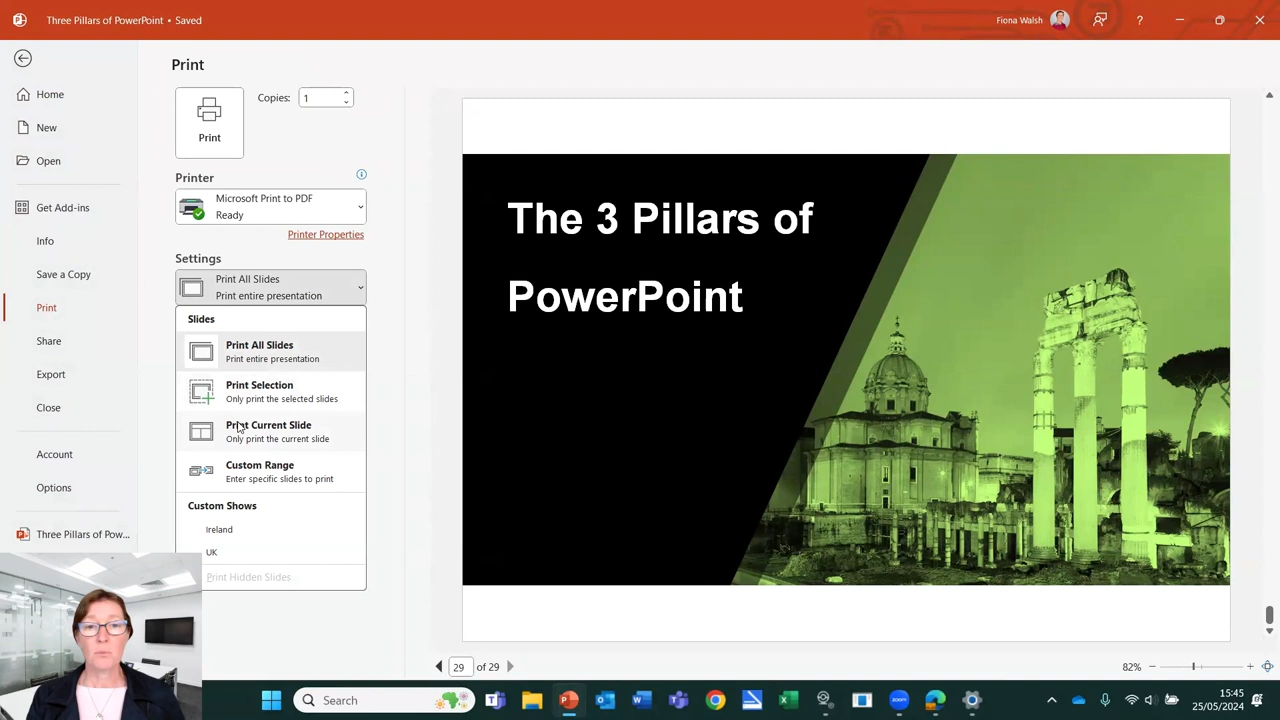 Three Pillars of PowerPoint • Saved
Fiona Walsh
?
Home
New
Open
Get Add-ins
Info
Save a Copy
Print
Share
Export
Close
Account
Options
Three Pillars of Pow...
Print
Print
Copies:
1
Printer
Microsoft Print to PDF
Ready
Printer Properties
Settings
Print All Slides
Print entire presentation
Slides
Print All Slides
Print entire presentation
Print Selection
Only print the selected slides
Print Current Slide
Only print the current slide
Custom Range
Enter specific slides to print
Custom Shows
Ireland
UK
Print Hidden Slides
The 3 Pillars of
PowerPoint
29
of 29
82%
Search
15:45
25/05/2024